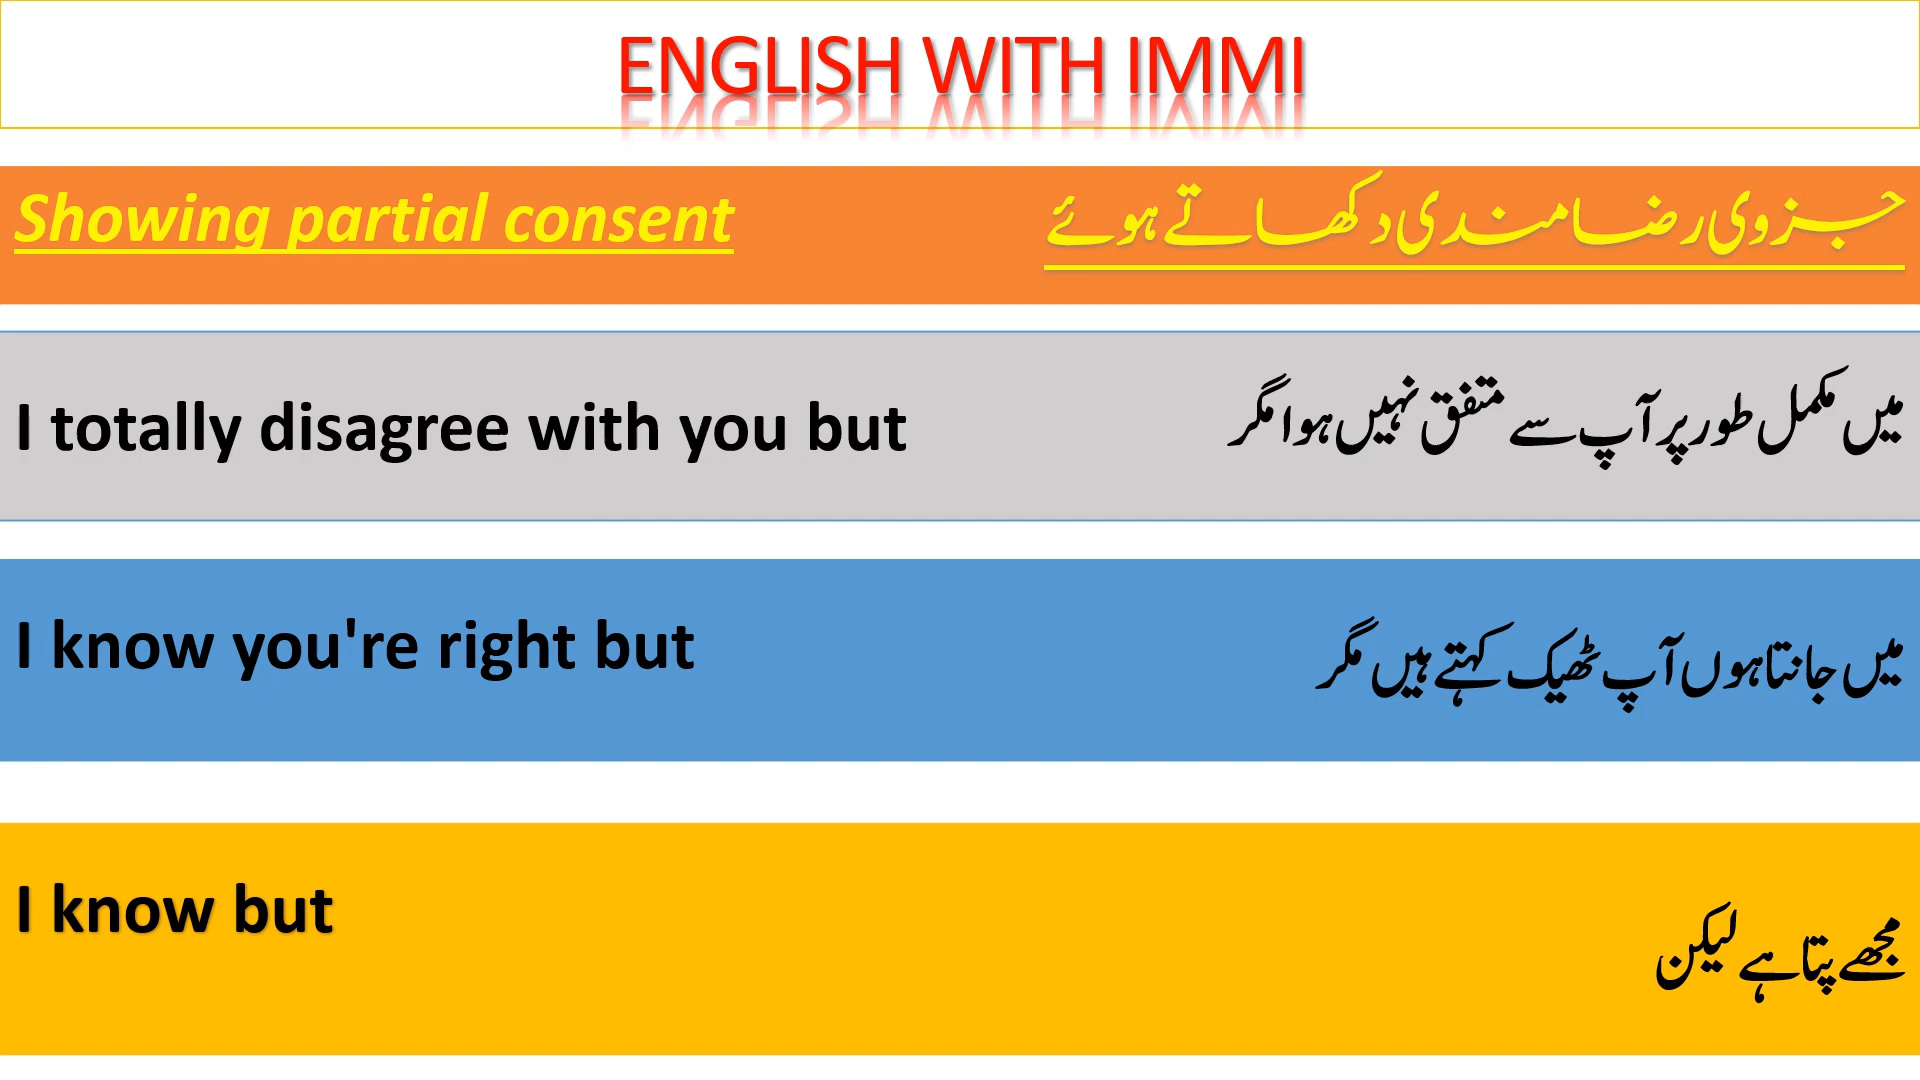 ENGLISH WITH IMMI
Showing partial consent
جزوی رضامندی دکھاتے ہوئے
I totally disagree with you but
میں مکمل طور پر آپ سے متفق نہیں ہوا مگر
I know you're right but
میں جانتا ہوں آپ ٹھیک کہتے ہیں مگر
I know but
مجھے پتا ہے لیکن